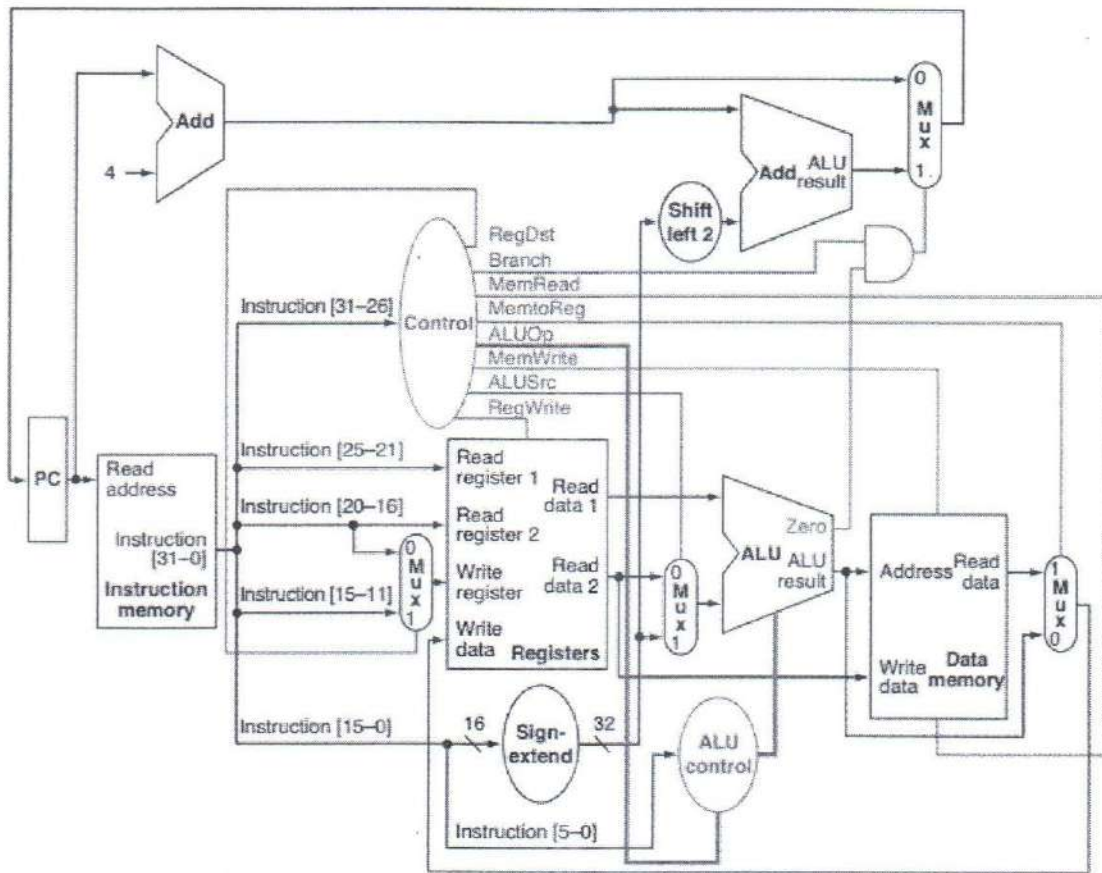 0
M
u
x
1
Add
4
Add ALU
result
Shift
left 2
RegDst
Branch
MemRead
MemtoReg
ALUOp
MemWrite
ALUSrc
RegWrite
Control
Instruction [31–26]
Instruction [25–21]
Instruction [20–16]
Instruction [15–11]
Instruction [15–0]
Instruction [5–0]
PC
Read
address
Instruction
[31–0]
Instruction
memory
0
M
u
x
1
Read
register 1
Read
register 2
Write
register
Write
data
Read
data 1
Read
data 2
Registers
0
M
u
x
1
Zero
ALU
ALU
result
Address
Read
data
Write
data
Data
memory
1
M
u
x
0
16
Sign-
extend
32
ALU
control